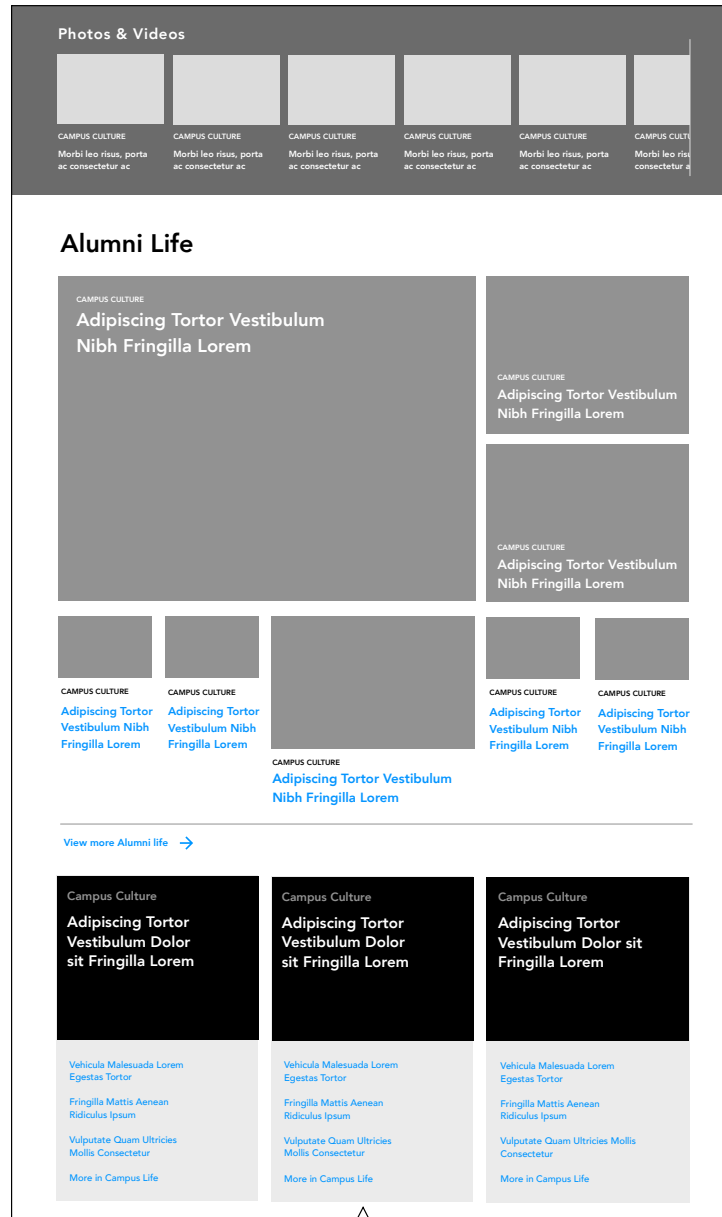 Photos & Videos
CAMPUS CULTURE
Morbi leo risus, porta
ac consectetur ac
CAMPUS CULTURE
Morbi leo risus, porta
ac consectetur ac
CAMPUS CULTURE
Morbi leo risus, porta
ac consectetur ac
CAMPUS CULTURE
Morbi leo risus, porta
ac consectetur ac
CAMPUS CULTURE
Morbi leo risus, porta
ac consectetur ac
CAMPUS
Morbi leo
consectetur
Alumni Life
CAMPUS CULTURE
Adipiscing Tortor Vestibulum
Nibh Fringilla Lorem
CAMPUS CULTURE
Adipiscing Tortor Vestibulum
Nibh Fringilla Lorem
CAMPUS CULTURE
Adipiscing Tortor Vestibulum
Nibh Fringilla Lorem
CAMPUS CULTURE
Adipiscing Tortor
Vestibulum Nibh
Fringilla Lorem
CAMPUS CULTURE
Adipiscing Tortor
Vestibulum Nibh
Fringilla Lorem
CAMPUS CULTURE
Adipiscing Tortor Vestibulum
Nibh Fringilla Lorem
CAMPUS CULTURE
Adipiscing Tortor
Vestibulum Nibh
Fringilla Lorem
CAMPUS CULTURE
Adipiscing Tortor
Vestibulum Nibh
Fringilla Lorem
View more Alumni life
Campus Culture
Adipiscing Tortor
Vestibulum Dolor
sit Fringilla Lorem
Vehicula Malesuada Lorem
Egestas Tortor
Fringilla Mattis Aenean
Ridiculus Ipsum
Vulputate Quam Ultricies
Mollis Consectetur
More in Campus Life
Campus Culture
Adipiscing Tortor
Vestibulum Dolor
sit Fringilla Lorem
Vehicula Malesuada Lorem
Egestas Tortor
Fringilla Mattis Aenean
Ridiculus Ipsum
Vulputate Quam Ultricies
Mollis Consectetur
More in Campus Life
Campus Culture
Adipiscing Tortor
Vestibulum Dolor sit
Fringilla Lorem
Vehicula Malesuada Lorem
Egestas Tortor
Fringilla Mattis Aenean
Ridiculus Ipsum
Vulputate Quam Ultricies Mollis
Consectetur
More in Campus Life